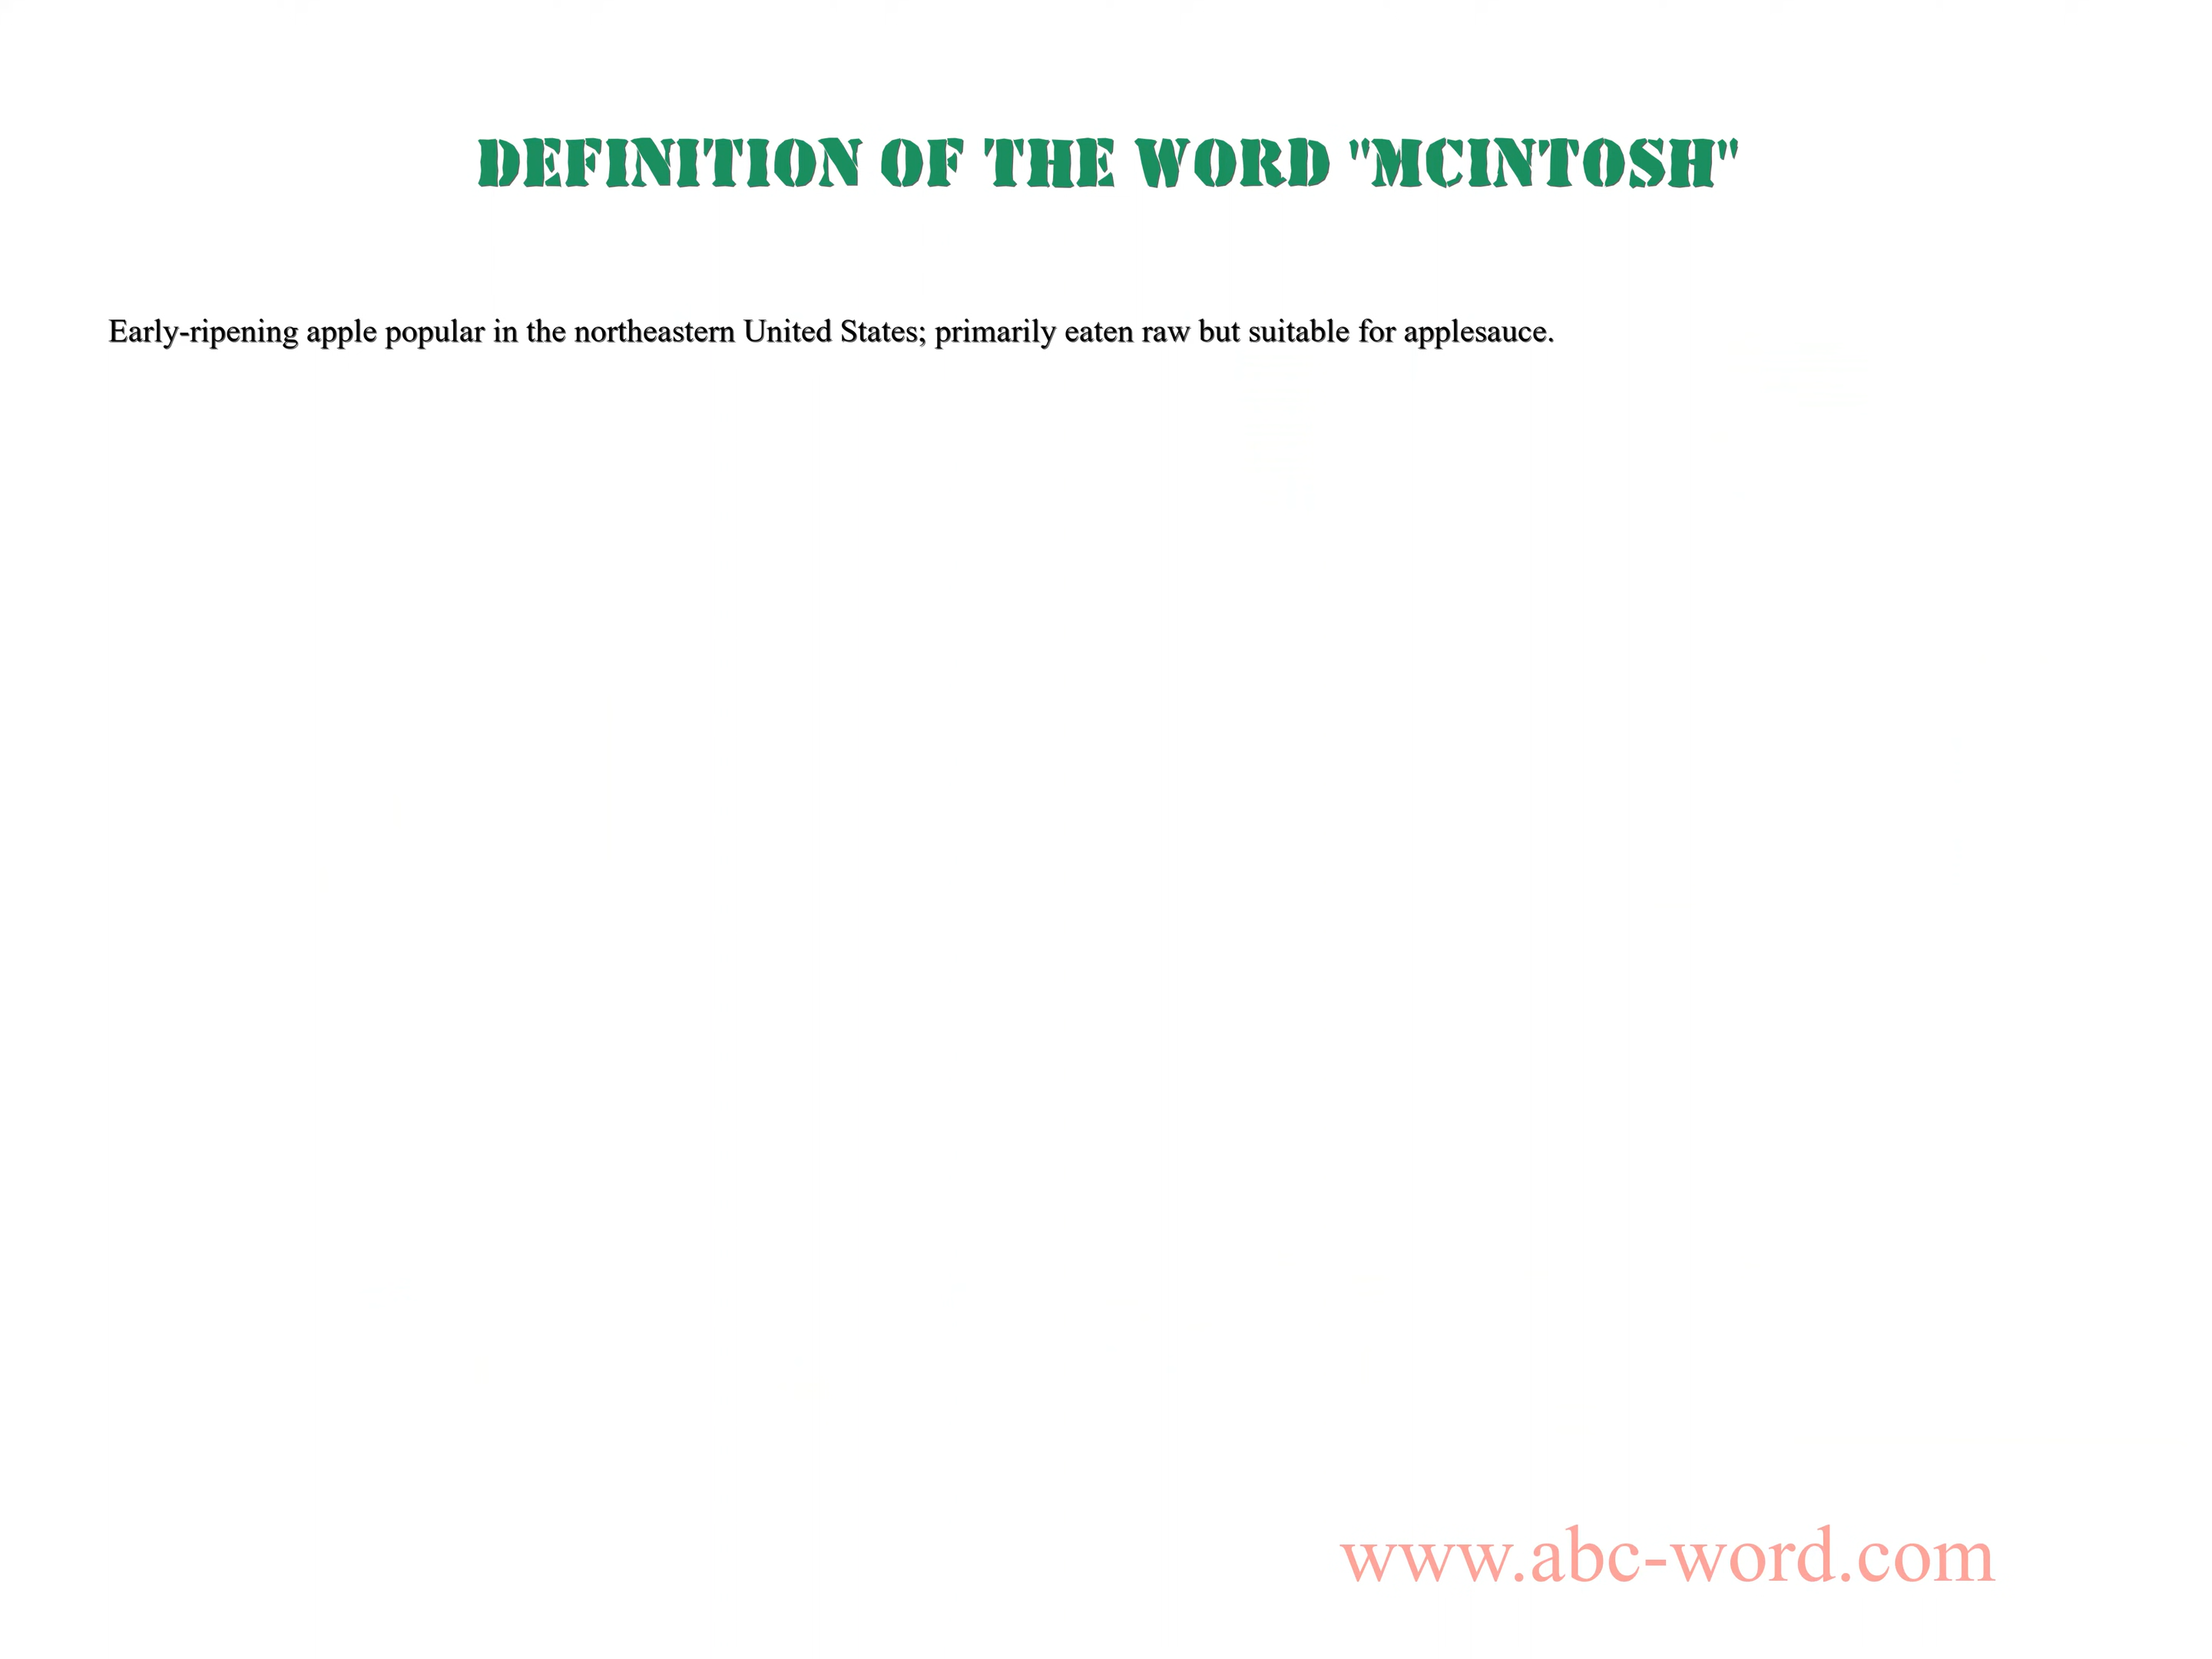 DEFINITION OF THE WORD "MCINTOSH"
Early-ripening apple popular in the northeastern United States; primarily eaten raw but suitable for applesauce.
www.abc-word.com